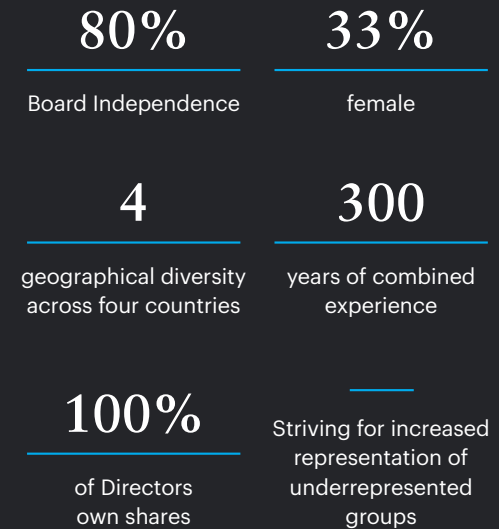 80%
Board Independence
33%
female
4
geographical diversity
across four countries
300
years of combined
experience
100%
of Directors
own shares
Striving for increased
representation of
underrepresented
groups